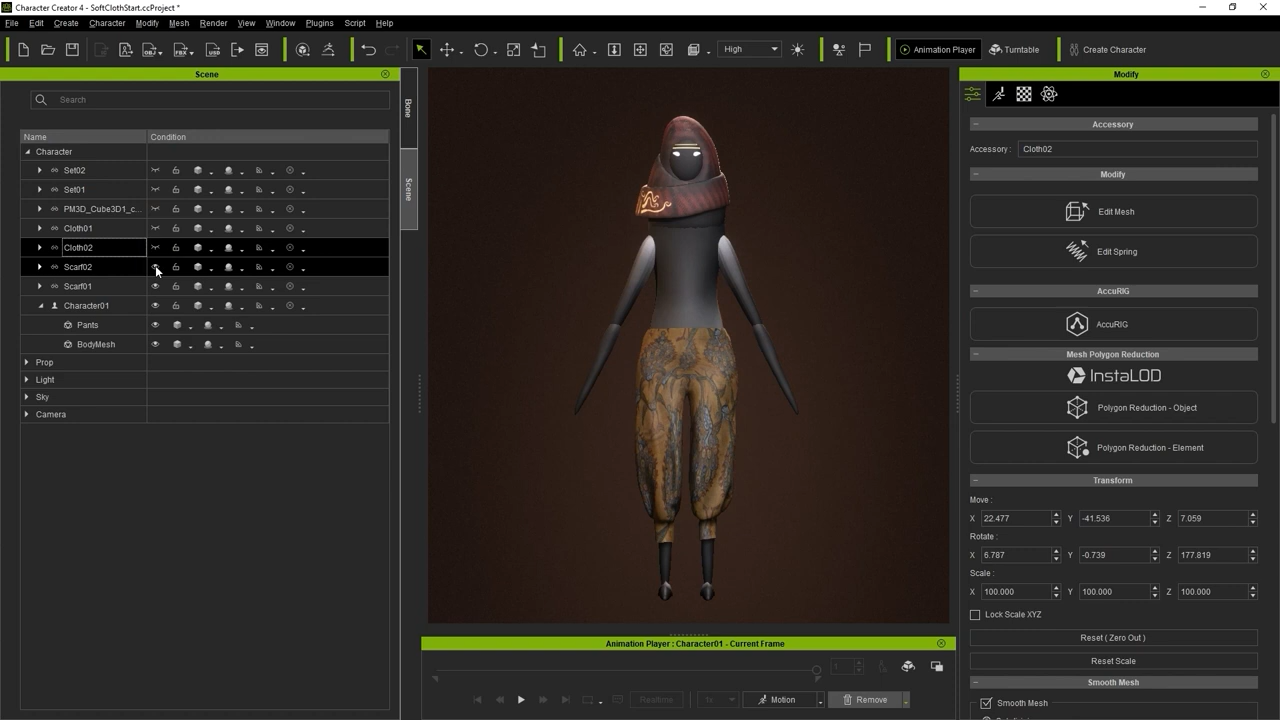 Character Creator 4 - SoftClothStart.ccProject *
File Edit Create Character Modify Mesh Render View Window Plugins Script Help
OBJ FBX USD High Animation Player Turntable Create Character
Scene
Search
Name Condition
Character
Set02
Set01
PM3D_Cube3D1_c...
Cloth01
Cloth02
Scarf02
Scarf01
Character01
Pants
BodyMesh
Prop
Light
Sky
Camera
Bone
Scene
Animation Player : Character01 - Current Frame
1
Realtime 1x Motion Remove
Modify
Accessory
Accessory : Cloth02
Modify
Edit Mesh
Edit Spring
AccuRIG
AccuRIG
Mesh Polygon Reduction
InstaLOD
Polygon Reduction - Object
Polygon Reduction - Element
Transform
Move :
X 22.477 Y -41.536 Z 7.059
Rotate :
X 6.787 Y -0.739 Z 177.819
Scale :
X 100.000 Y 100.000 Z 100.000
Lock Scale XYZ
Reset ( Zero Out )
Reset Scale
Smooth Mesh
Smooth Mesh